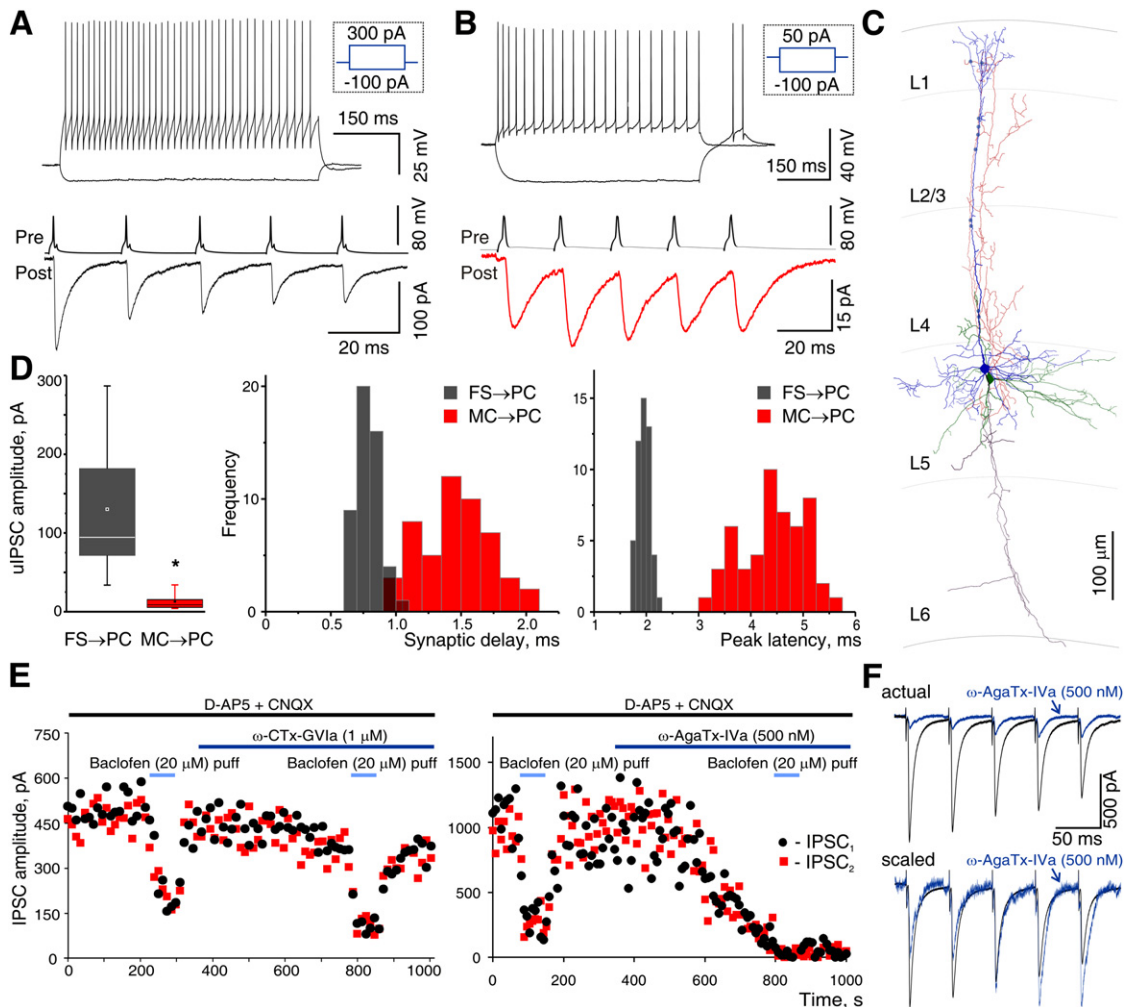 A
300 pA
-100 pA
150 ms
25 mV
Pre
80 mV
Post
100 pA
20 ms
B
50 pA
-100 pA
150 ms
40 mV
Pre
80 mV
Post
15 pA
20 ms
C
L1
L2/3
L4
L5
L6
100 µm
D
uIPSC amplitude, pA
300
250
150
100
50
0
FS→PC
MC→PC
*
Frequency
20
10
0
FS→PC
MC→PC
0.5 1.0 1.5 2.0
Synaptic delay, ms
15
10
5
0
FS→PC
MC→PC
1 2 3 4 5 6
Peak latency, ms
E
D-AP5 + CNQX
ω-CTx-GVIa (1 µM)
Baclofen (20 µM) puff
(20 µM) puff
IPSC amplitude, pA
750
600
450
300
150
0
0 200 400 600 800 1000
D-AP5 + CNQX
ω-AgaTx-IVa (500 nM)
Baclofen (20 µM) puff
(20 µM) puff
1500
1000
500
0
- IPSC₁
- IPSC₂
0 200 400 600 800 1000
Time, s
F
actual
ω-AgaTx-IVa (500 nM)
500 pA
50 ms
scaled
ω-AgaTx-IVa (500 nM)